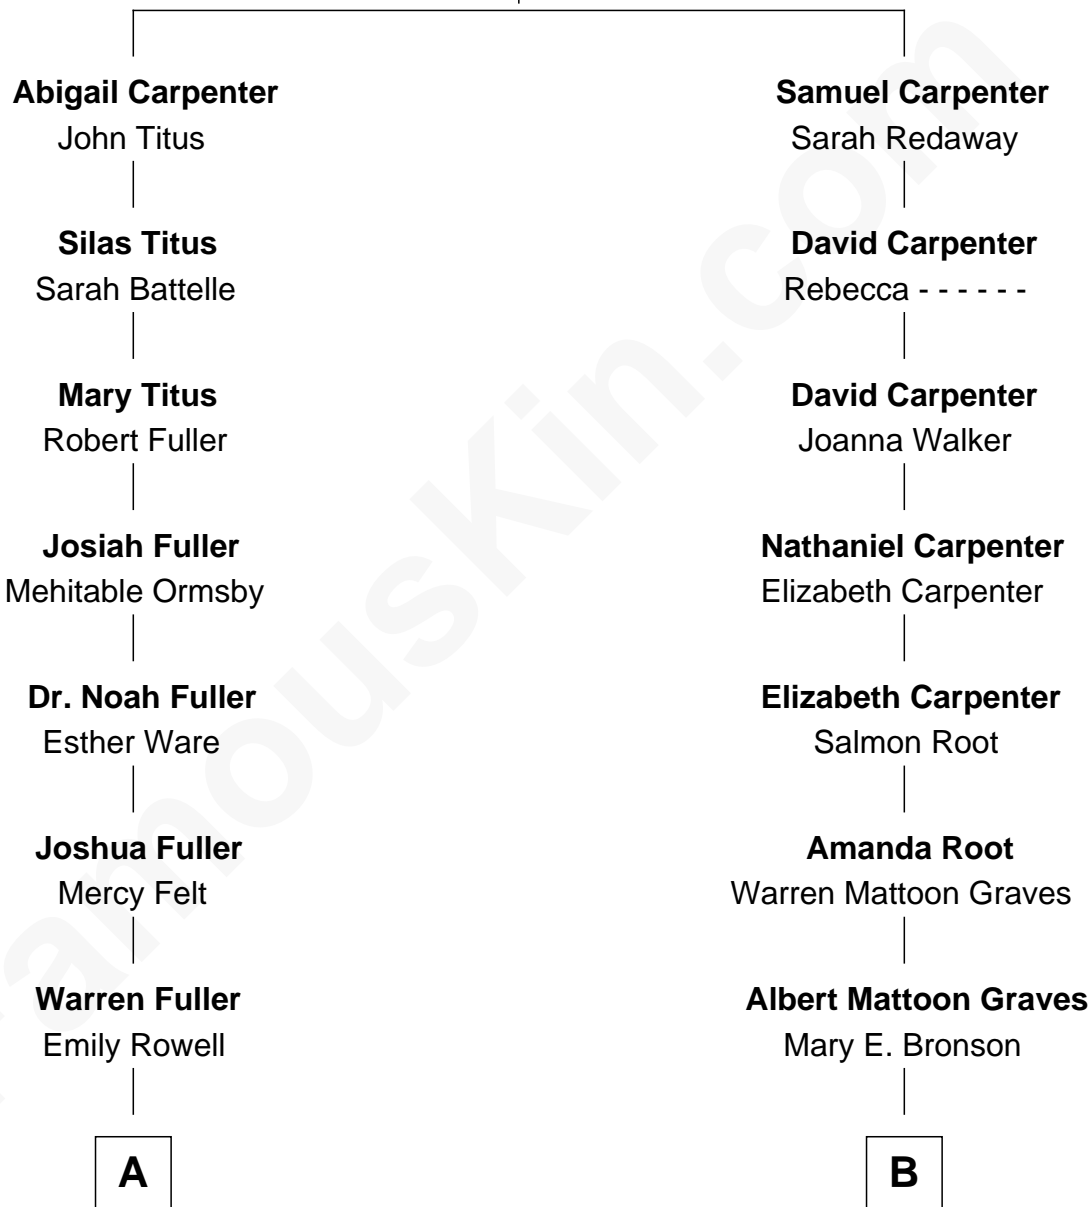 Abigail Carpenter
John Titus
Samuel Carpenter
Sarah Redaway
Silas Titus
Sarah Battelle
David Carpenter
Rebecca - - - - - -
Mary Titus
Robert Fuller
David Carpenter
Joanna Walker
Josiah Fuller
Mehitable Ormsby
Nathaniel Carpenter
Elizabeth Carpenter
Dr. Noah Fuller
Esther Ware
Elizabeth Carpenter
Salmon Root
Joshua Fuller
Mercy Felt
Amanda Root
Warren Mattoon Graves
Warren Fuller
Emily Rowell
Albert Mattoon Graves
Mary E. Bronson
A
B
FamousKin.com